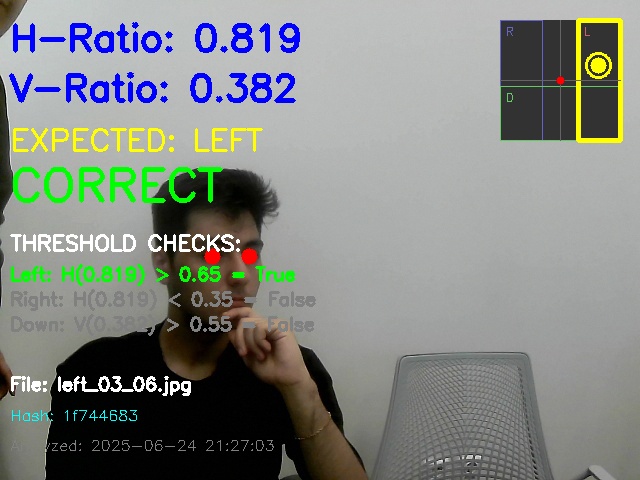 H-Ratio: 0.819
V-Ratio: 0.382
R
L
D
EXPECTED: LEFT
CORRECT
THRESHOLD CHECKS:
Left: H(0.819) > 0.65 = True
Right: H(0.819) < 0.35 = False
Down: V(0.382) > 0.55 = False
File: left_03_06.jpg
Hash: 1f744683
Analyzed: 2025-06-24 21:27:03